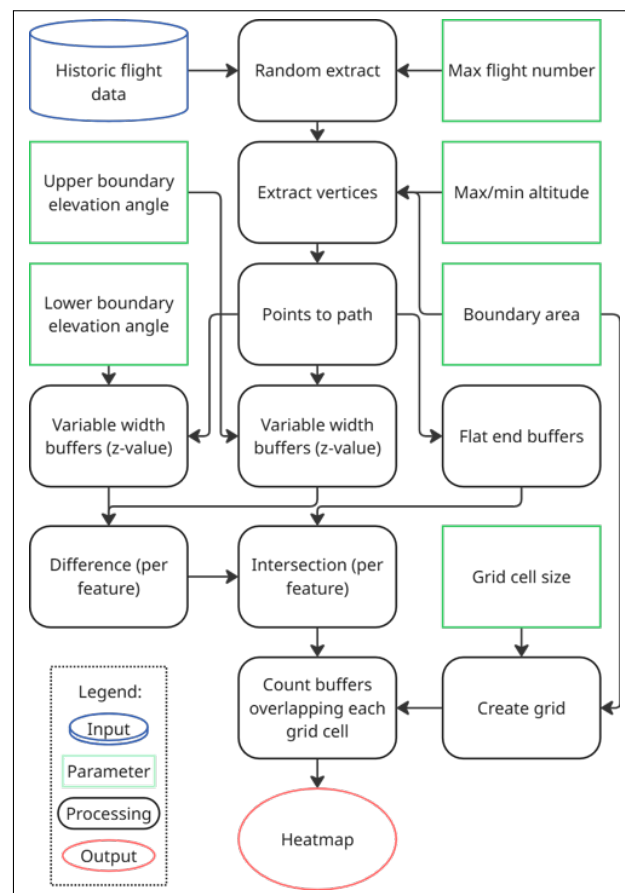 Historic flight
data
Random extract
Max flight number
Upper boundary
elevation angle
Extract vertices
Max/min altitude
Lower boundary
elevation angle
Points to path
Boundary area
Variable width
buffers (z-value)
Variable width
buffers (z-value)
Flat end buffers
Difference (per
feature)
Intersection (per
feature)
Grid cell size
Legend:
Input
Parameter
Processing
Output
Count buffers
overlapping each
grid cell
Create grid
Heatmap